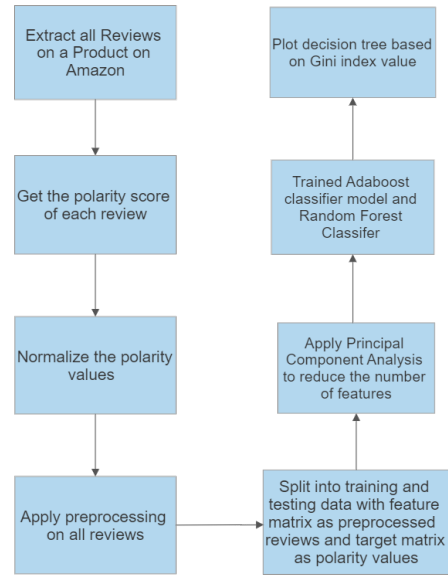 Extract all Reviews
on a Product on
Amazon
Get the polarity score
of each review
Normalize the polarity
values
Apply preprocessing
on all reviews
Split into training and
testing data with feature
matrix as preprocessed
reviews and target matrix
as polarity values
Apply Principal
Component Analysis
to reduce the number
of features
Trained Adaboost
classifier model and
Random Forest
Classifer
Plot decision tree based
on Gini index value